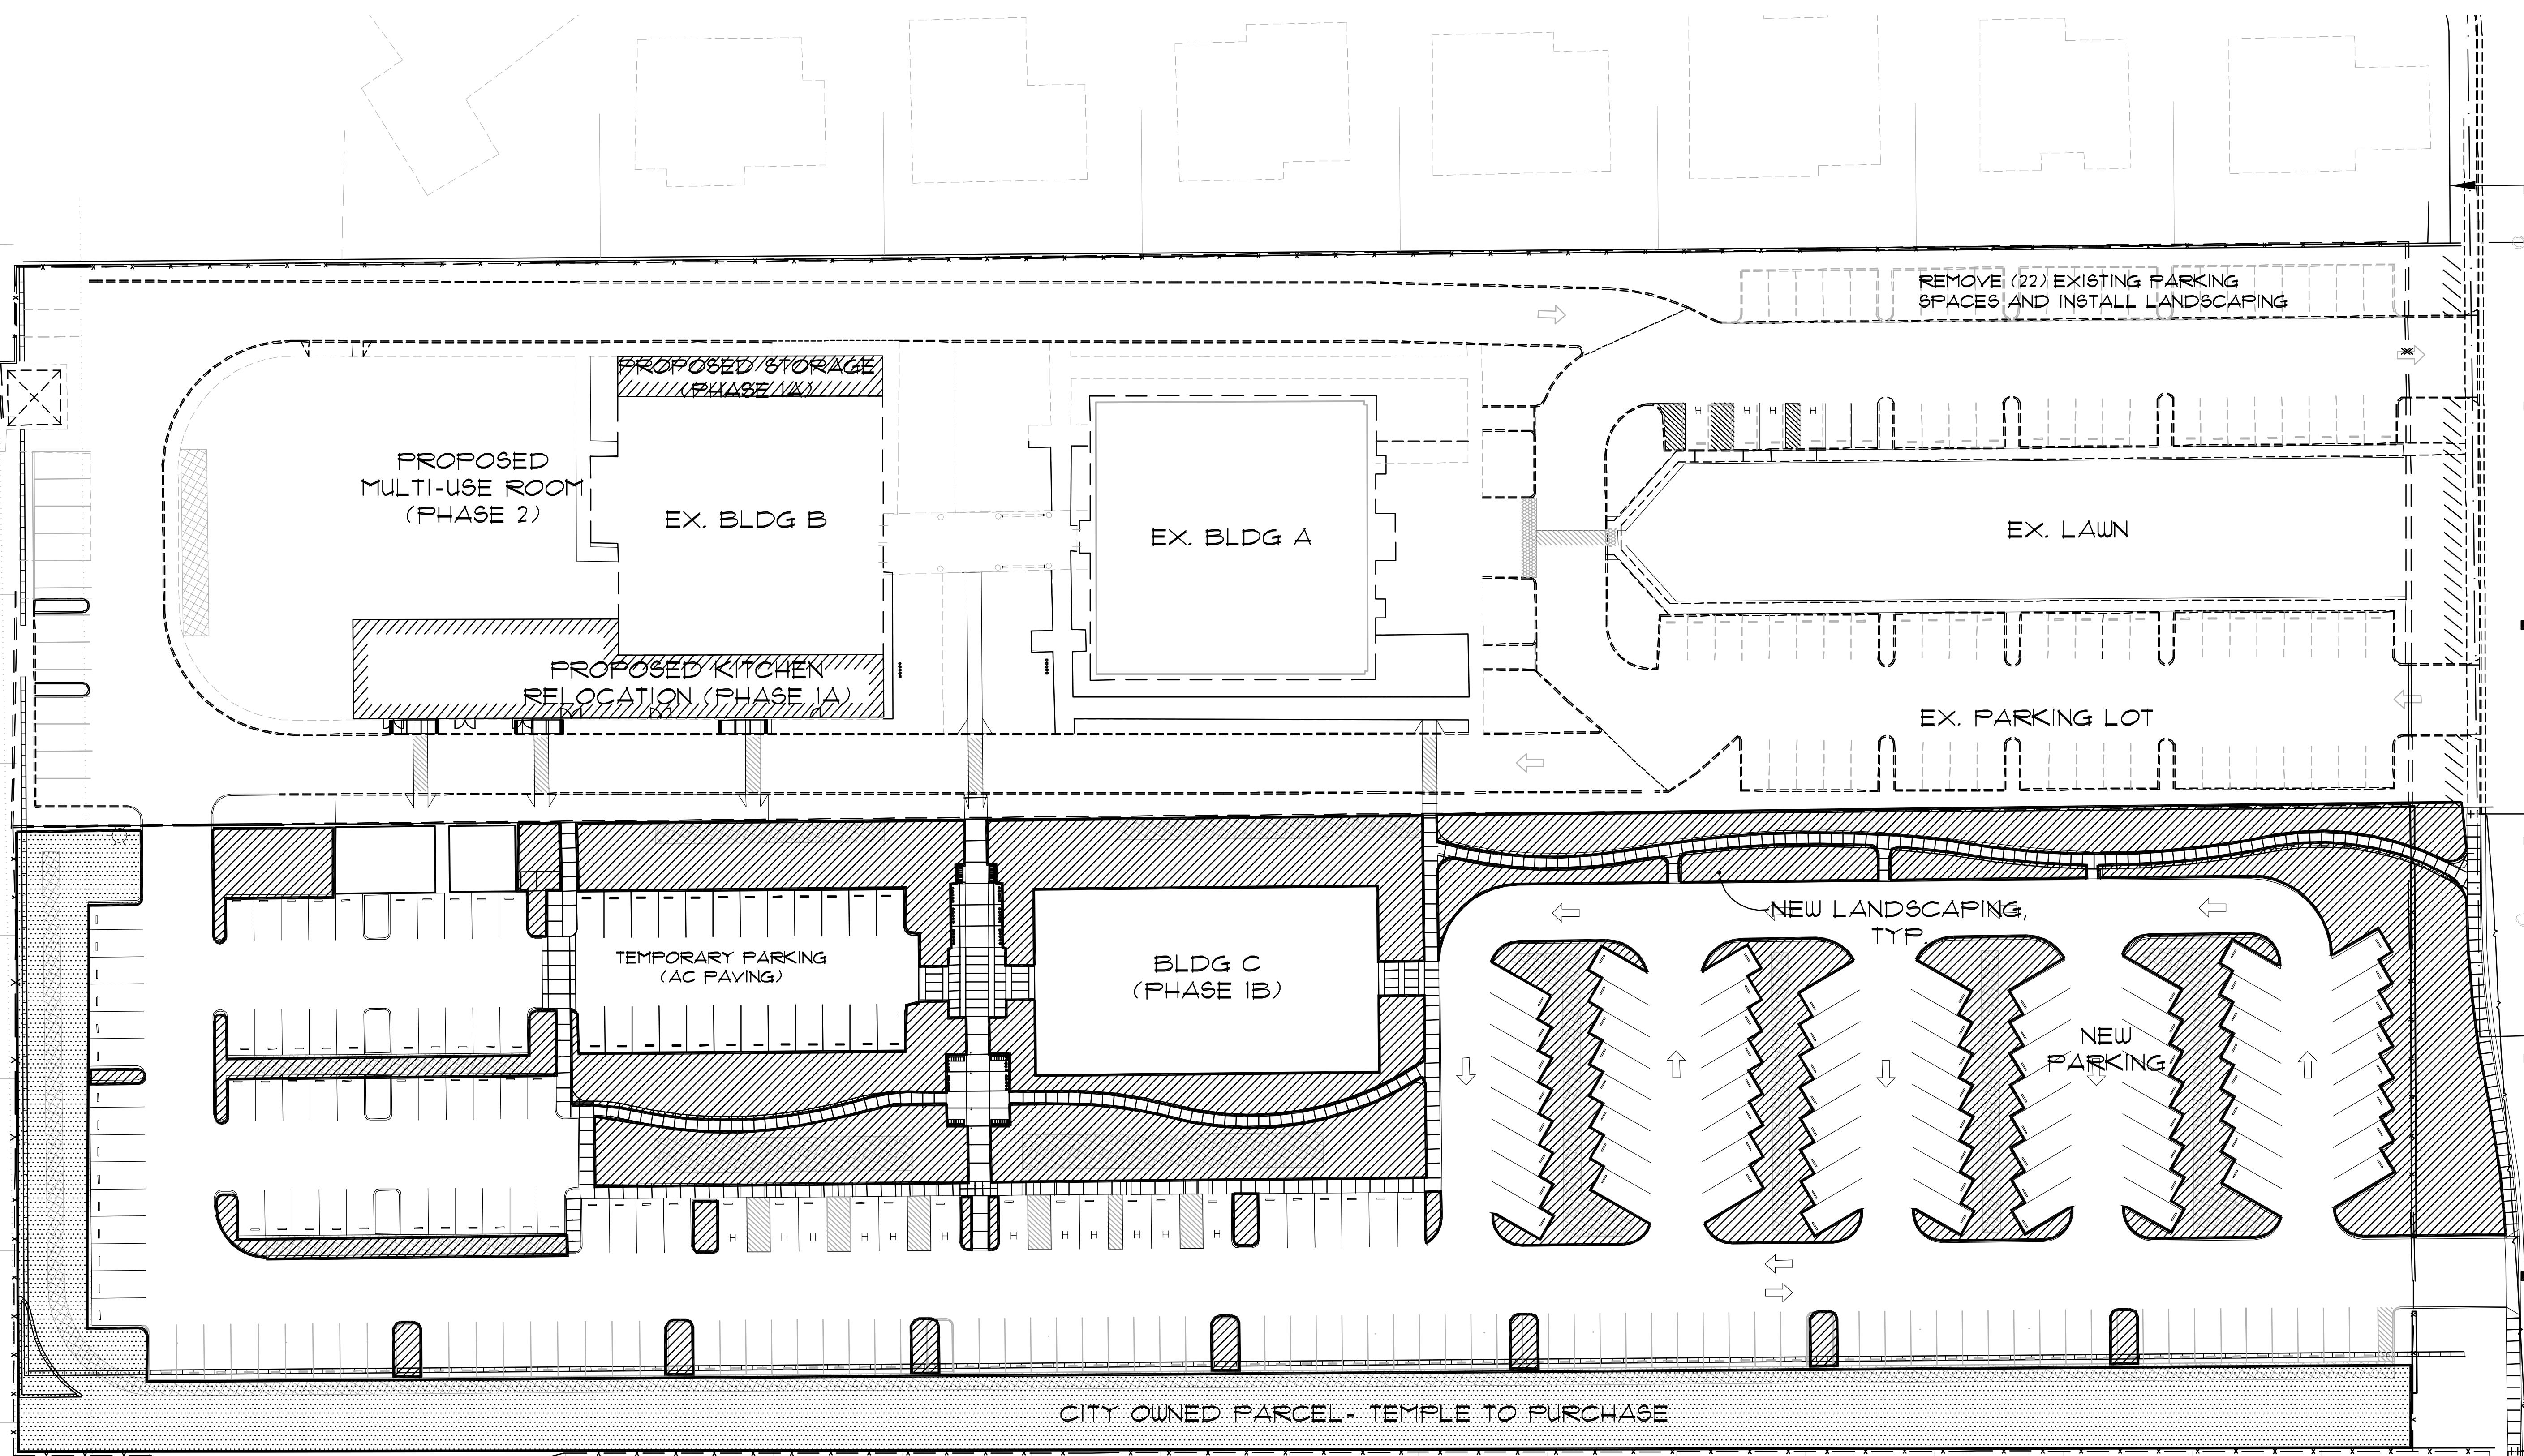 REMOVE (22) EXISTING PARKING
SPACES AND INSTALL LANDSCAPING
PROPOSED STORAGE
(PHASE 1A)
H H H H
PROPOSED
MULTI-USE ROOM
(PHASE 2)
EX. BLDG B
EX. BLDG A
EX. LAWN
PROPOSED KITCHEN
RELOCATION (PHASE 1A)
EX. PARKING LOT
NEW LANDSCAPING,
TYP.
TEMPORARY PARKING
(AC PAVING)
BLDG C
(PHASE 1B)
NEW
PARKING
H H H H H H H H H H H H
CITY OWNED PARCEL- TEMPLE TO PURCHASE